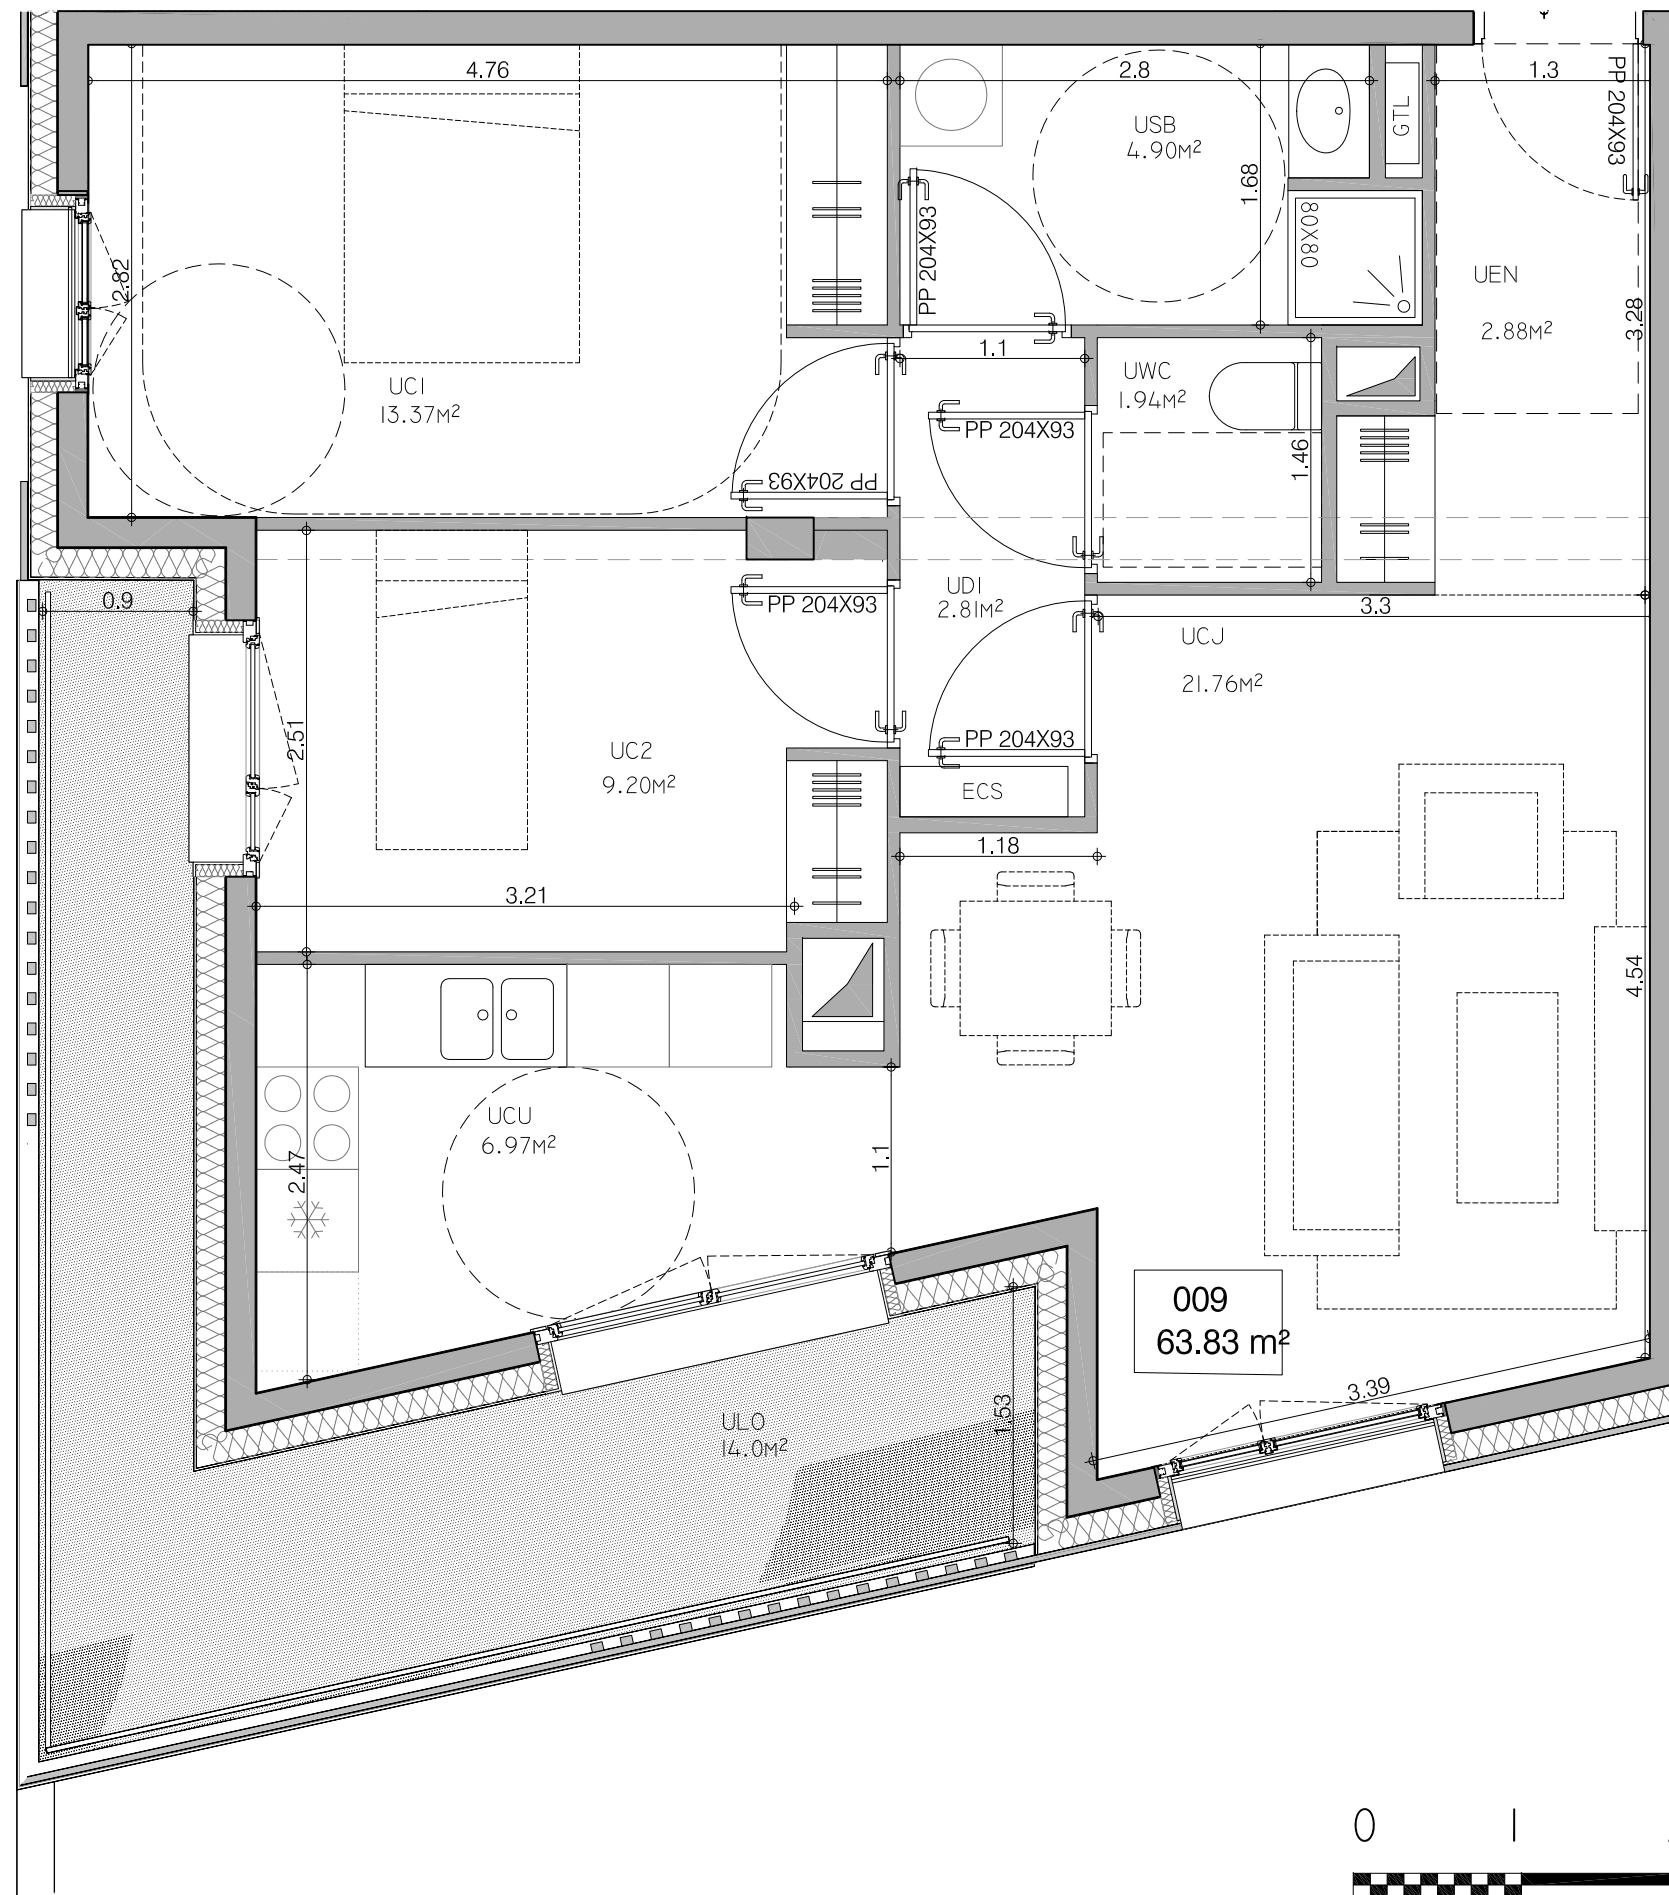 4.76
2.8
1.3
GTL
PP 204X93
USB
4.90M²
1.68
80X80
PP 204X93
2.82
UEN
2.88M²
3.28
1.1
UC1
13.37M²
UWC
1.94M²
PP 204X93
1.46
PP 204X93
0.9
PP 204X93
UDI
2.81M²
3.3
UCJ
21.76M²
2.51
UC2
9.20M²
PP 204X93
ECS
1.18
3.21
4.54
UCU
6.97M²
1.1
2.47
009
63.83 m²
3.39
1.53
ULO
14.0M²
0 1